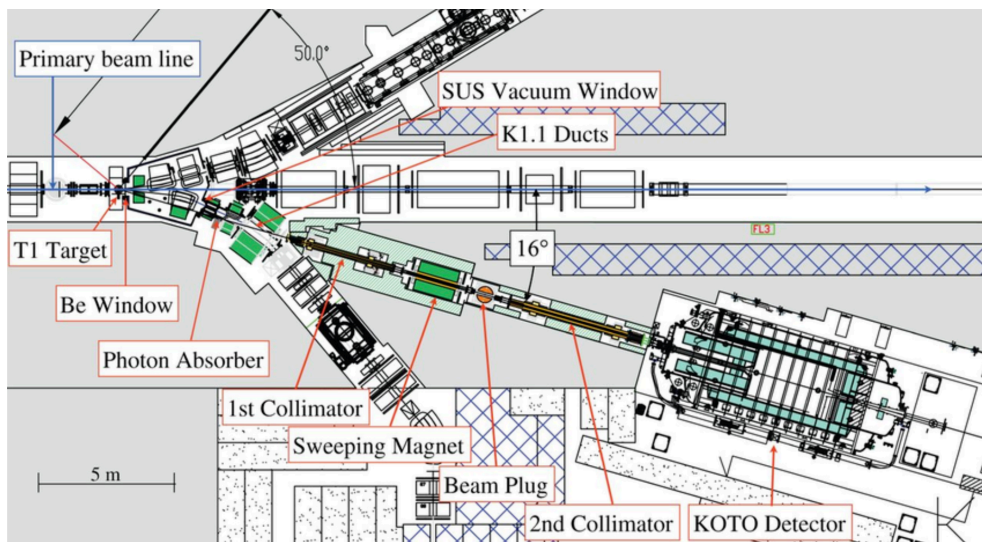 Primary beam line
50.0°
SUS Vacuum Window
K1.1 Ducts
T1 Target
FL3
16°
Be Window
Photon Absorber
1st Collimator
Sweeping Magnet
5 m
Beam Plug
2nd Collimator
KOTO Detector